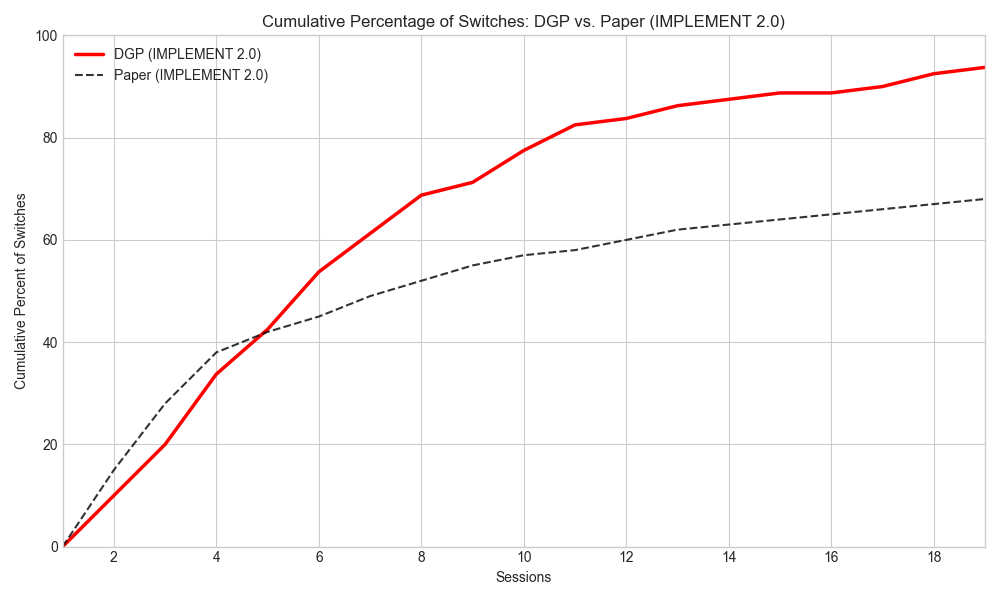 Cumulative Percentage of Switches: DGP vs. Paper (IMPLEMENT 2.0)
DGP (IMPLEMENT 2.0)
Paper (IMPLEMENT 2.0)
Cumulative Percent of Switches
100
80
60
40
20
0
2 4 6 8 10 12 14 16 18
Sessions